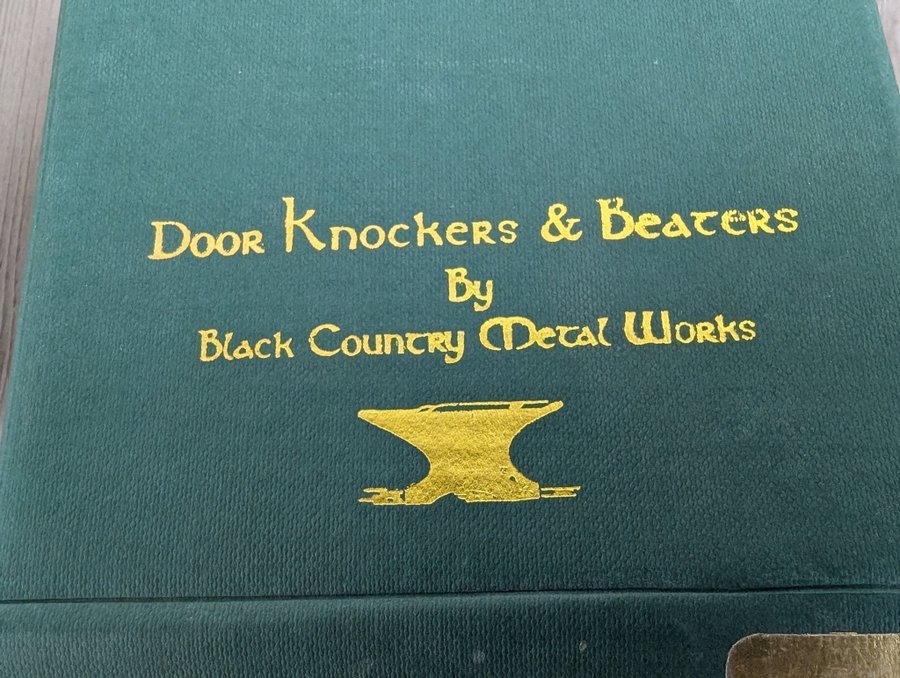 Door Knockers & Beaters
By
Black Country Metal Works